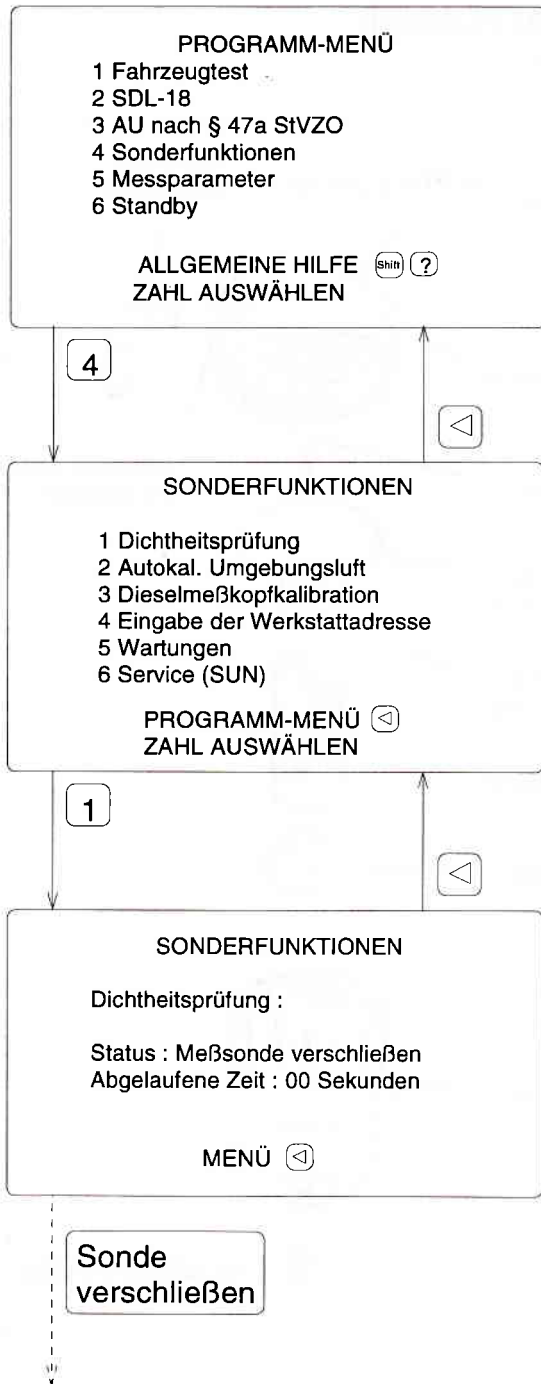 PROGRAMM-MENÜ
1 Fahrzeugtest
2 SDL-18
3 AU nach § 47a StVZO
4 Sonderfunktionen
5 Messparameter
6 Standby
ALLGEMEINE HILFE Shift ?
ZAHL AUSWÄHLEN
4
SONDERFUNKTIONEN
1 Dichtheitsprüfung
2 Autokal. Umgebungsluft
3 Dieselmeßkopfkalibration
4 Eingabe der Werkstattadresse
5 Wartungen
6 Service (SUN)
PROGRAMM-MENÜ
ZAHL AUSWÄHLEN
1
SONDERFUNKTIONEN
Dichtheitsprüfung :
Status : Meßsonde verschließen
Abgelaufene Zeit : 00 Sekunden
MENÜ
Sonde
verschließen